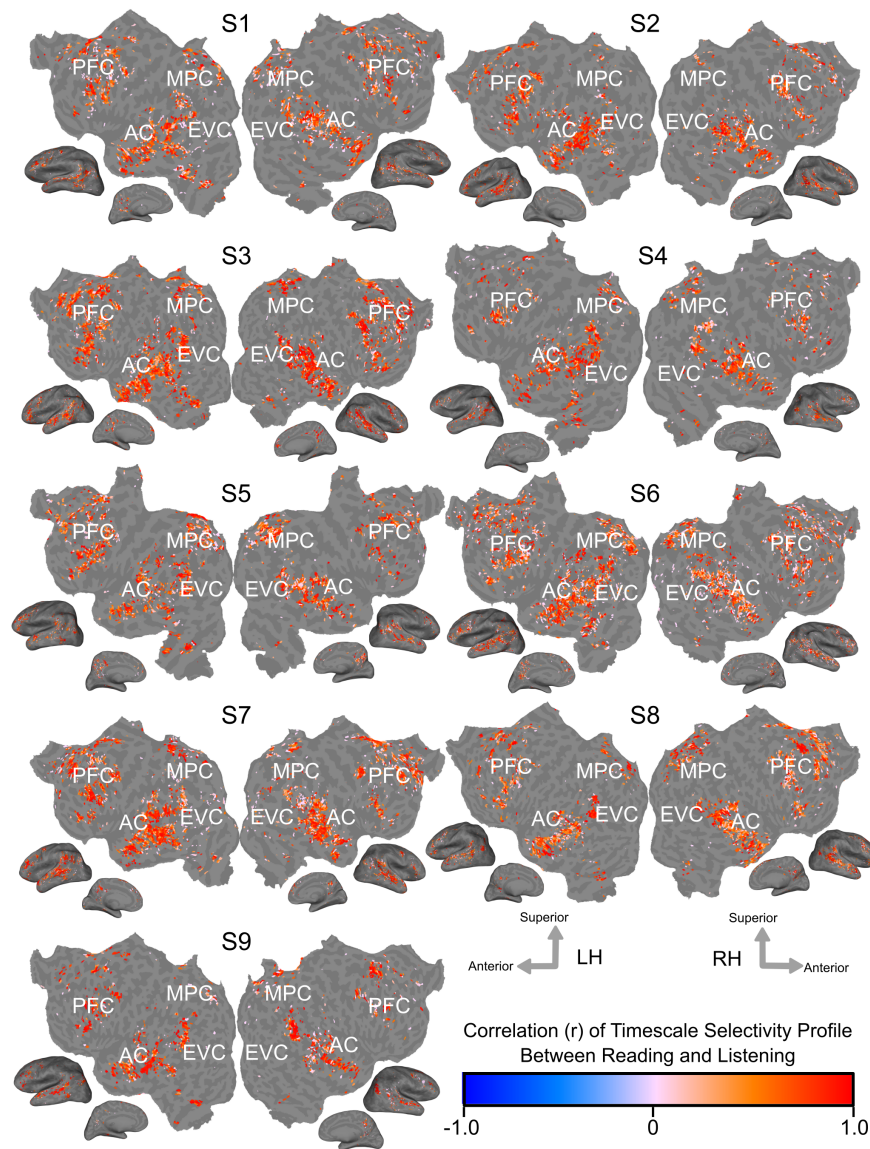 S1
S2
PFC
MPC
AC
EVC
MPC
PFC
EVC
AC
PFC
MPC
AC
EVC
MPC
PFC
EVC
AC
S3
S4
PFC
MPC
AC
EVC
MPC
PFC
EVC
AC
PFC
MPC
AC
EVC
MPC
PFC
EVC
AC
S5
S6
PFC
MPC
AC
EVC
MPC
PFC
EVC
AC
PFC
MPC
AC
EVC
MPC
PFC
EVC
AC
S7
S8
PFC
MPC
AC
EVC
MPC
PFC
EVC
AC
PFC
MPC
AC
EVC
MPC
PFC
EVC
AC
S9
PFC
MPC
AC
EVC
MPC
PFC
EVC
AC
Superior
Anterior
LH
Superior
RH
Anterior
Correlation (r) of Timescale Selectivity Profile
Between Reading and Listening
-1.0 0 1.0